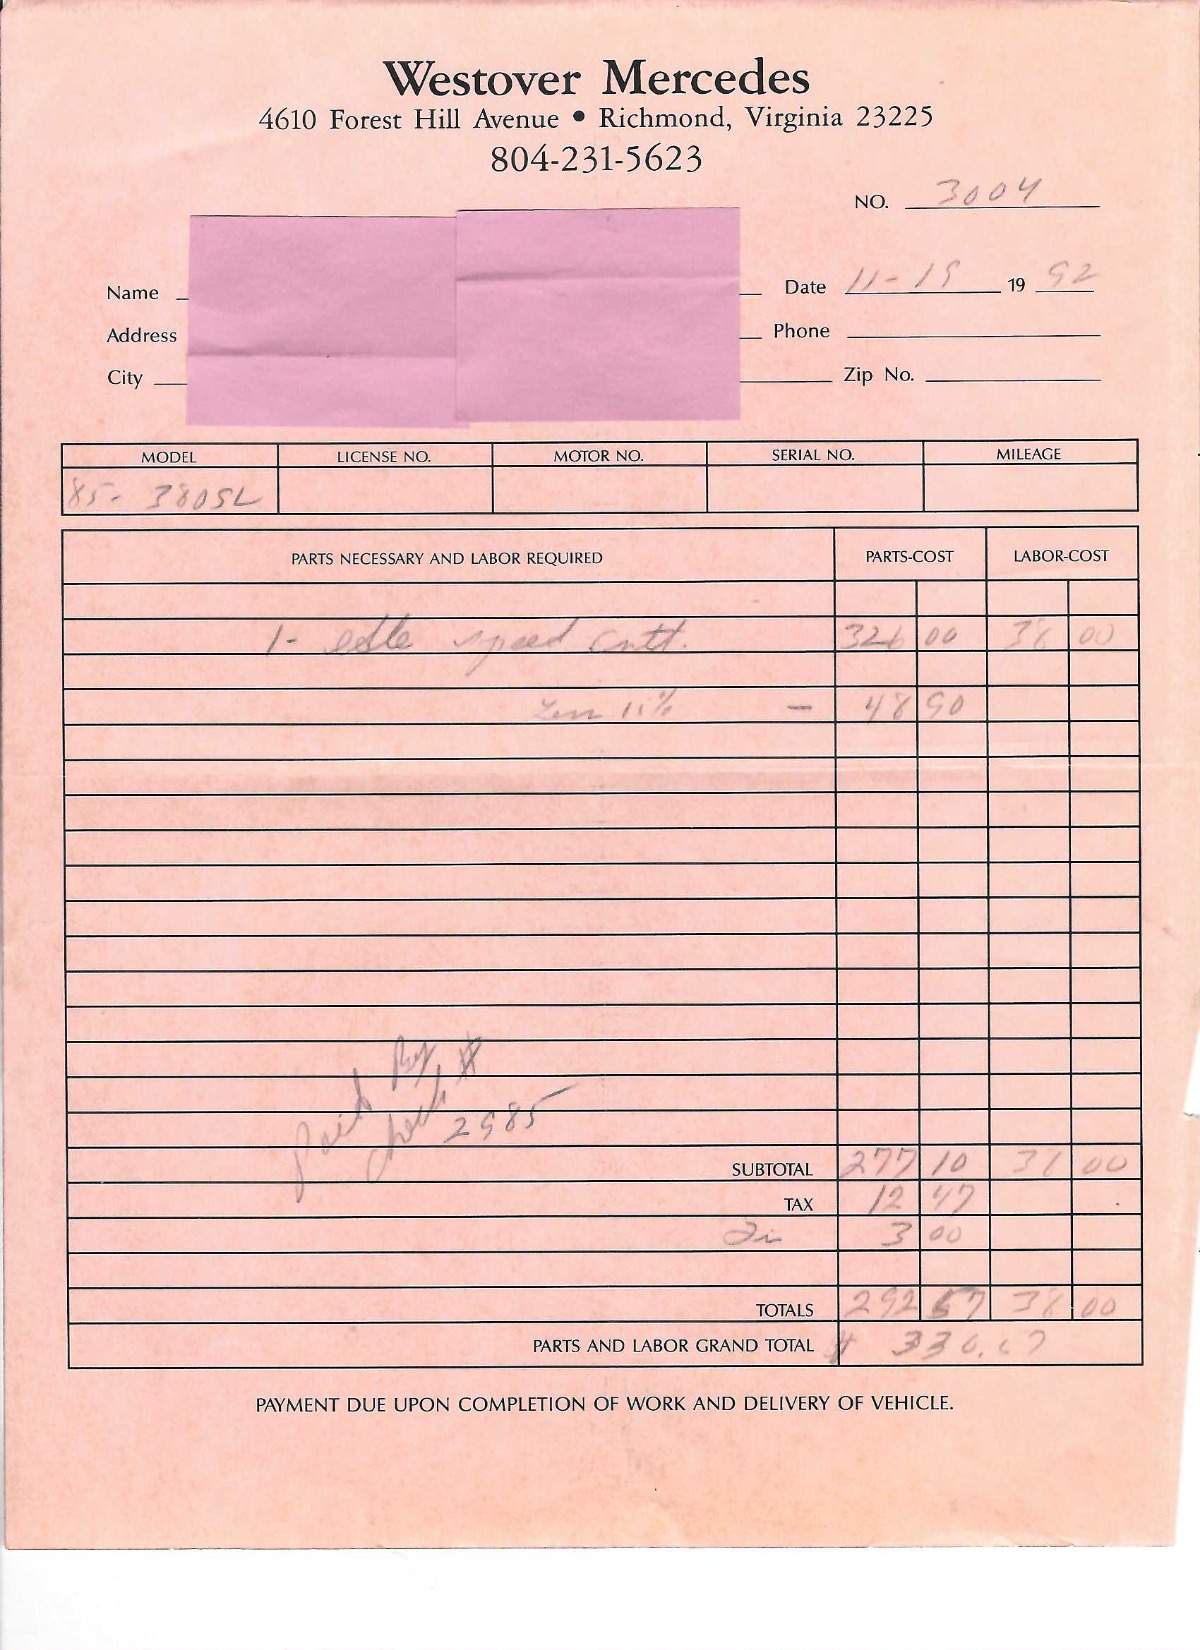 Westover Mercedes
4610 Forest Hill Avenue • Richmond, Virginia 23225
804-231-5623
NO. 3004
Name Date 11-19 19 92
Address Phone
City Zip No.
MODEL LICENSE NO. MOTOR NO. SERIAL NO. MILEAGE
85- 380SL
PARTS NECESSARY AND LABOR REQUIRED PARTS-COST LABOR-COST
1- speed 326 00 38 00
Less 15% - 48 90
Paid By
check #
2985
SUBTOTAL 277 10 38 00
TAX 12 47
3 00
TOTALS 292 57 38 00
PARTS AND LABOR GRAND TOTAL $
PAYMENT DUE UPON COMPLETION OF WORK AND DELIVERY OF VEHICLE.